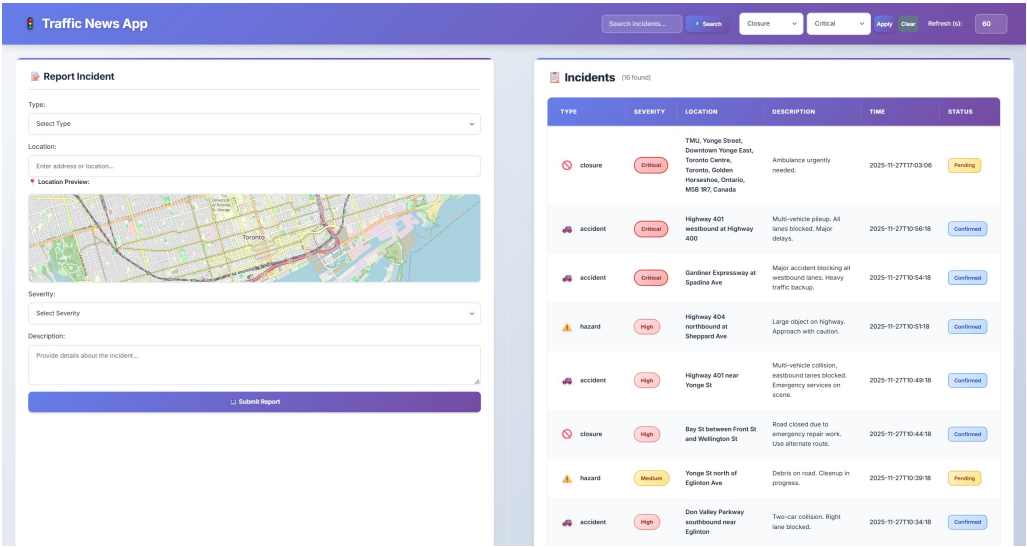 Traffic News App
Search incidents...
Search
Closure
Critical
Apply
Clear
Refresh (s):
60
Report Incident
Type:
Select Type
Location:
Enter address or location...
Location Preview:
University
of Toronto
St. George
Toronto
Severity:
Select Severity
Description:
Provide details about the incident...
Submit Report
Incidents (16 found)
TYPE SEVERITY LOCATION DESCRIPTION TIME STATUS
closure
Critical
TMU, Yonge Street,
Downtown Yonge East,
Toronto Centre,
Toronto, Golden
Horseshoe, Ontario,
M5B 1R7, Canada
Ambulance urgently
needed.
2025-11-27T17:03:06
Pending
accident
Critical
Highway 401
westbound at Highway
400
Multi-vehicle pileup. All
lanes blocked. Major
delays.
2025-11-27T10:56:18
Confirmed
accident
Critical
Gardiner Expressway at
Spadina Ave
Major accident blocking all
westbound lanes. Heavy
traffic backup.
2025-11-27T10:54:18
Confirmed
hazard
High
Highway 404
northbound at
Sheppard Ave
Large object on highway.
Approach with caution.
2025-11-27T10:51:18
Confirmed
accident
High
Highway 401 near
Yonge St
Multi-vehicle collision,
eastbound lanes blocked.
Emergency services on
scene.
2025-11-27T10:49:18
Confirmed
closure
High
Bay St between Front St
and Wellington St
Road closed due to
emergency repair work.
Use alternate route.
2025-11-27T10:44:18
Confirmed
hazard
Medium
Yonge St north of
Eglinton Ave
Debris on road. Cleanup in
progress.
2025-11-27T10:39:18
Pending
accident
High
Don Valley Parkway
southbound near
Eglinton
Two-car collision. Right
lane blocked.
2025-11-27T10:34:18
Confirmed